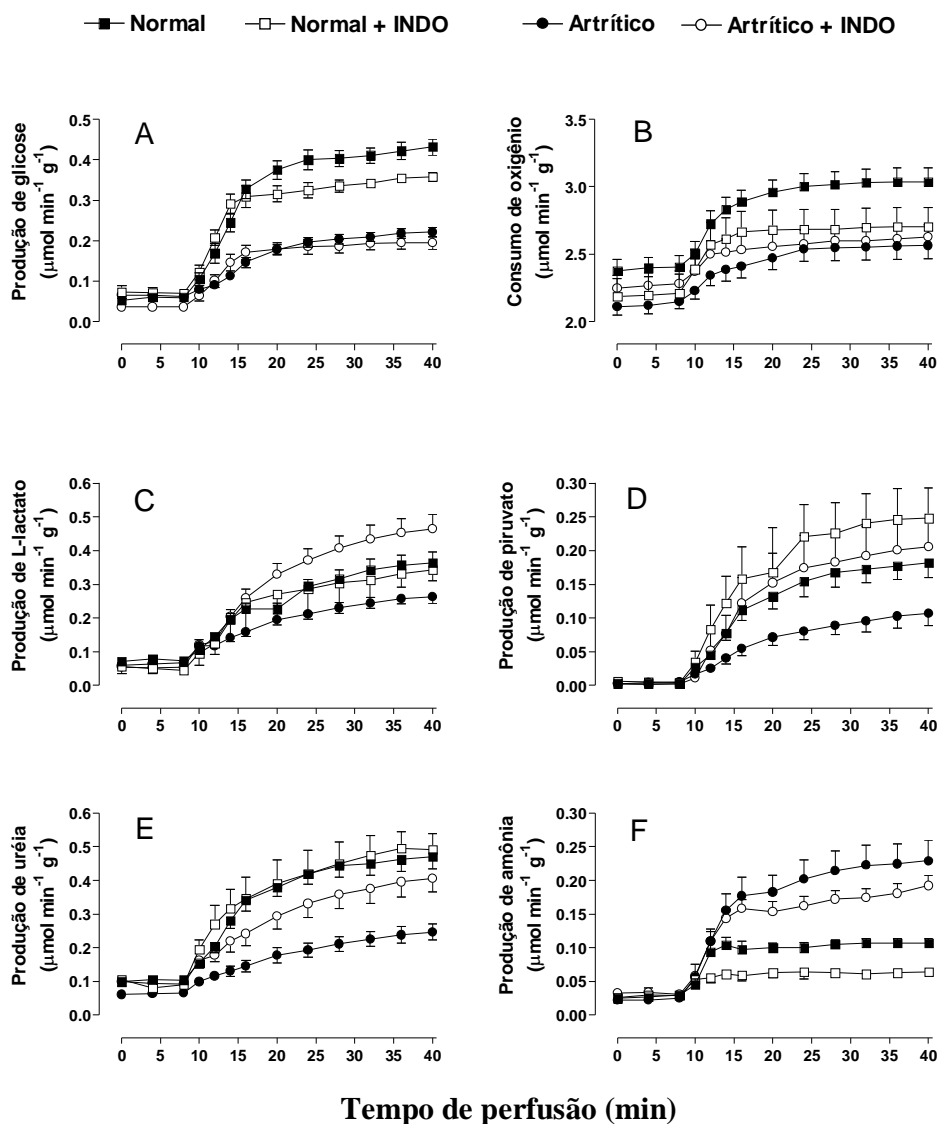 Normal Normal + INDO Artrítico Artrítico + INDO
A
Produção de glicose
(μmol min⁻¹ g⁻¹)
0.5
0.4
0.3
0.2
0.1
0.0
0 5 10 15 20 25 30 35 40
B
Consumo de oxigênio
(μmol min⁻¹ g⁻¹)
3.5
3.0
2.5
2.0
0 5 10 15 20 25 30 35 40
C
Produção de L-lactato
(μmol min⁻¹ g⁻¹)
0.6
0.5
0.4
0.3
0.2
0.1
0.0
0 5 10 15 20 25 30 35 40
D
Produção de piruvato
(μmol min⁻¹ g⁻¹)
0.30
0.25
0.20
0.15
0.10
0.05
0.00
0 5 10 15 20 25 30 35 40
E
Produção de uréia
(μmol min⁻¹ g⁻¹)
0.6
0.5
0.4
0.3
0.2
0.1
0.0
0 5 10 15 20 25 30 35 40
F
Produção de amônia
(μmol min⁻¹ g⁻¹)
0.30
0.25
0.20
0.15
0.10
0.05
0.00
0 5 10 15 20 25 30 35 40
Tempo de perfusão (min)